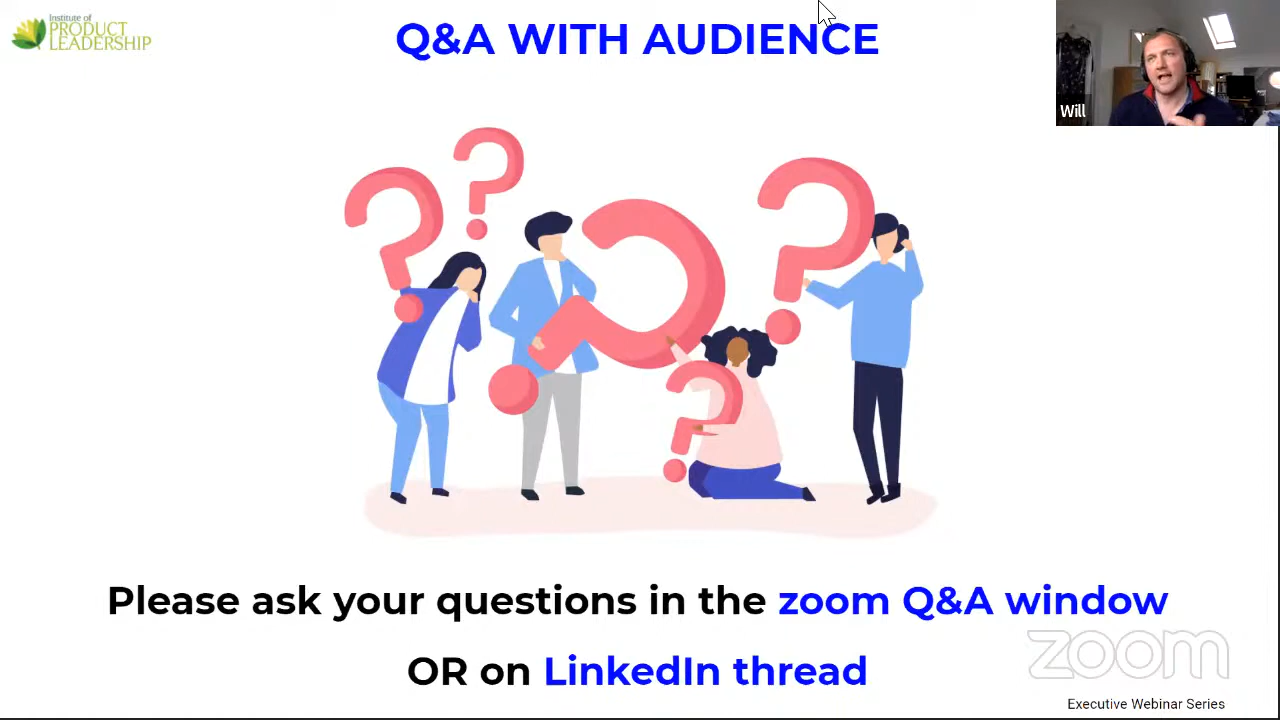 Institute of
PRODUCT
LEADERSHIP
Q&A WITH AUDIENCE
Will
Please ask your questions in the zoom Q&A window
OR on LinkedIn thread
zoom
Executive Webinar Series